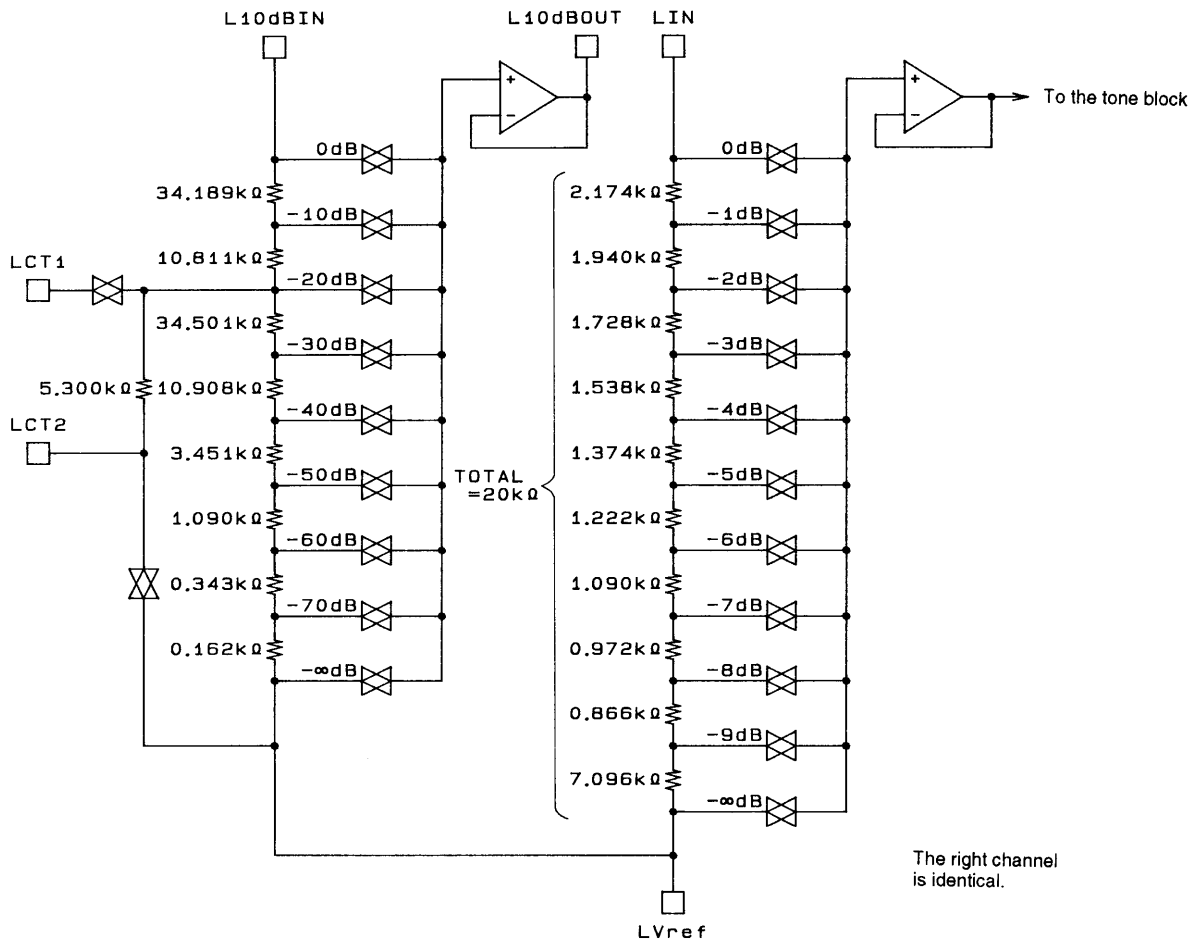 L10dBIN
L10dBOUT
LIN
To the tone block
0dB
34.189kΩ
-10dB
10.811kΩ
LCT1
-20dB
34.501kΩ
-30dB
5.300kΩ
10.908kΩ
-40dB
LCT2
3.451kΩ
-50dB
1.090kΩ
-60dB
0.343kΩ
-70dB
0.162kΩ
-∞dB
TOTAL
=20kΩ
0dB
2.174kΩ
-1dB
1.940kΩ
-2dB
1.728kΩ
-3dB
1.538kΩ
-4dB
1.374kΩ
-5dB
1.222kΩ
-6dB
1.090kΩ
-7dB
0.972kΩ
-8dB
0.866kΩ
-9dB
7.096kΩ
-∞dB
The right channel
is identical.
LVref